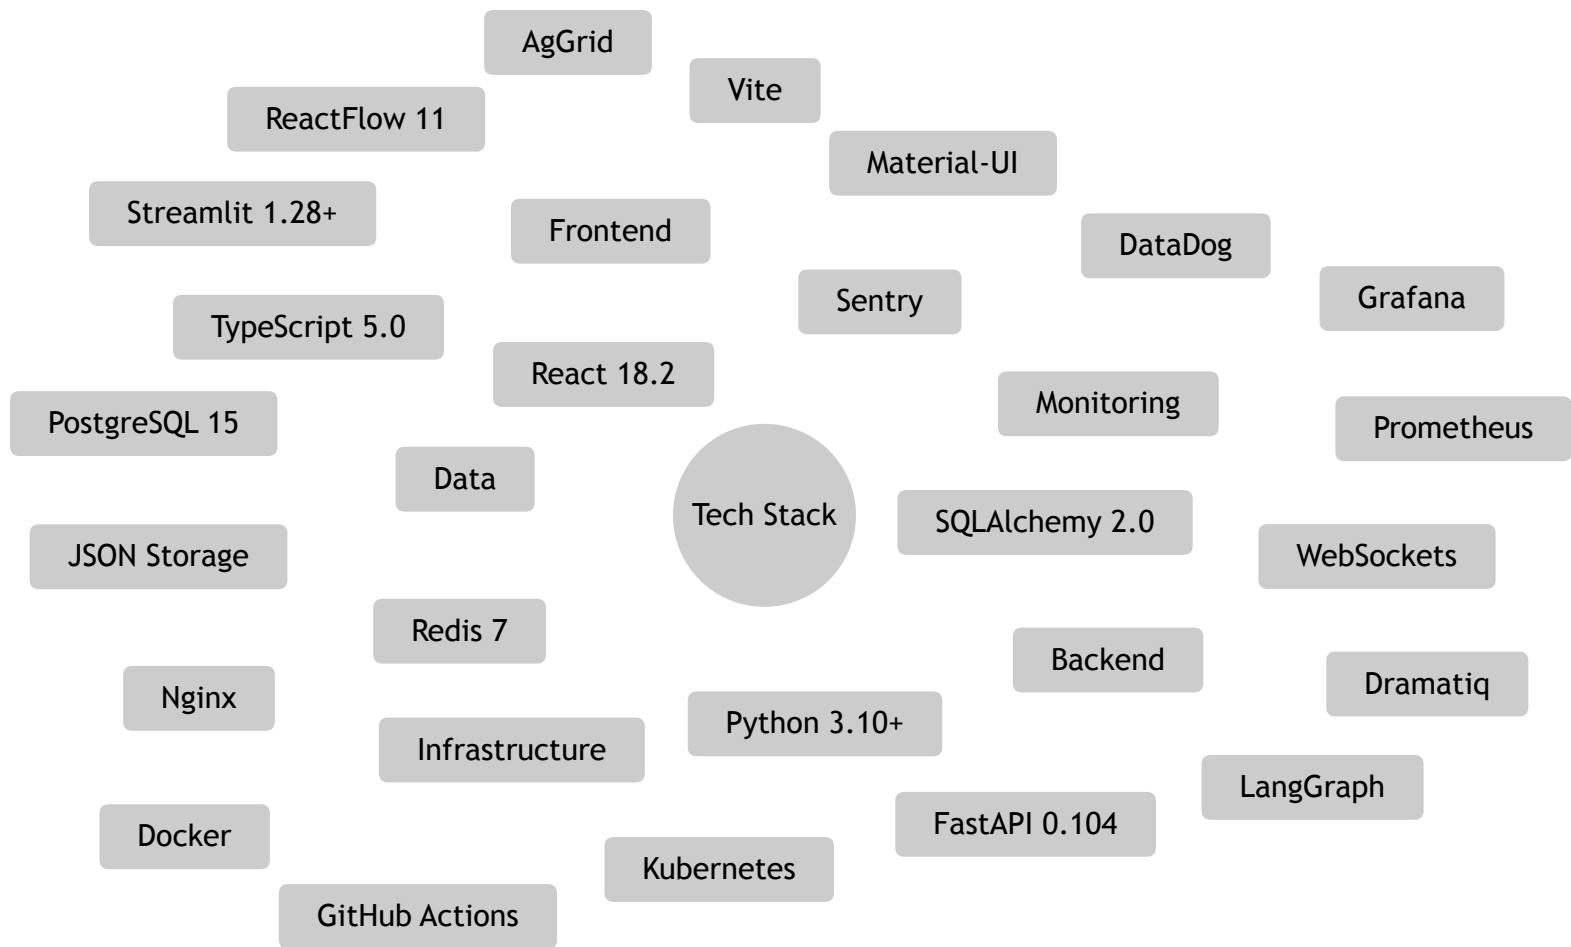 AgGrid
Vite
ReactFlow 11
Material-UI
Streamlit 1.28+
Frontend
DataDog
Sentry
Grafana
TypeScript 5.0
React 18.2
Monitoring
PostgreSQL 15
Prometheus
Data
Tech Stack
SQLAlchemy 2.0
JSON Storage
WebSockets
Redis 7
Backend
Nginx
Dramatiq
Python 3.10+
Infrastructure
LangGraph
FastAPI 0.104
Docker
Kubernetes
GitHub Actions